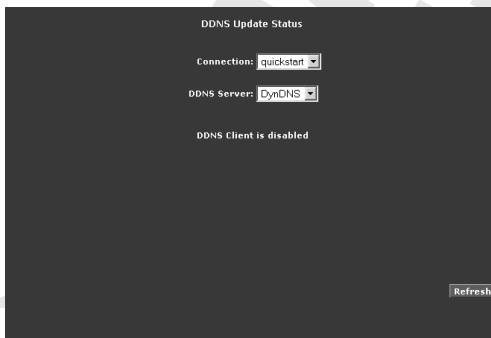 DDNS Update Status
Connection: quickstart
DDNS Server: DynDNS
DDNS Client is disabled
Refresh